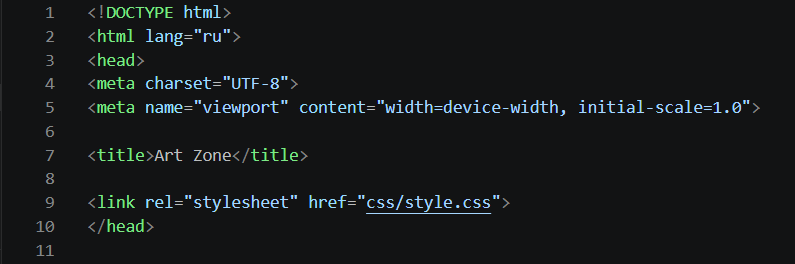 1 <!DOCTYPE html>
2 <html lang="ru">
3 <head>
4 <meta charset="UTF-8">
5 <meta name="viewport" content="width=device-width, initial-scale=1.0">
6
7 <title>Art Zone</title>
8
9 <link rel="stylesheet" href="css/style.css">
10 </head>
11